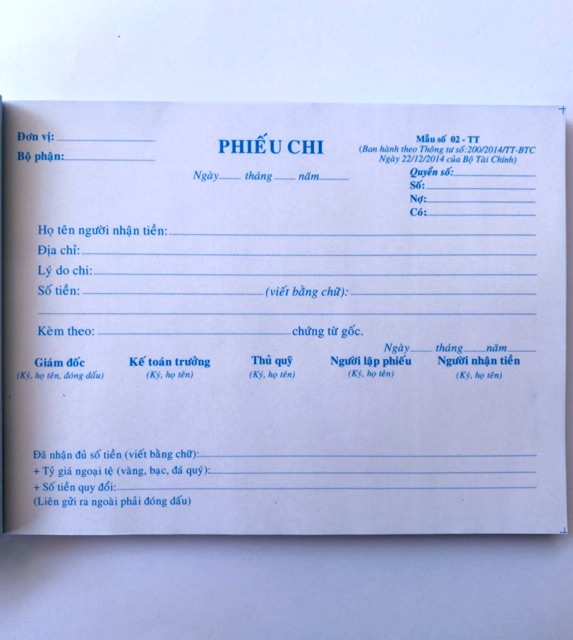 Đơn vị:
Bộ phận:
PHIẾU CHI
Ngày tháng năm
Mẫu số 02 - TT
(Ban hành theo Thông tư số:200/2014/TT-BTC
Ngày 22/12/2014 của Bộ Tài Chính)
Quyển số:
Số:
Nợ:
Có:
Họ tên người nhận tiền:
Địa chỉ:
Lý do chi:
Số tiền: (viết bằng chữ):
Kèm theo: chứng từ gốc.
Ngày tháng năm
Giám đốc Kế toán trưởng Thủ quỹ Người lập phiếu Người nhận tiền
(Ký, họ tên, đóng dấu) (Ký, họ tên) (Ký, họ tên) (Ký, họ tên) (Ký, họ tên)
Đã nhận đủ số tiền (viết bằng chữ):
+ Tỷ giá ngoại tệ (vàng, bạc, đá quý):
+ Số tiền quy đổi:
(Liên gửi ra ngoài phải đóng dấu)